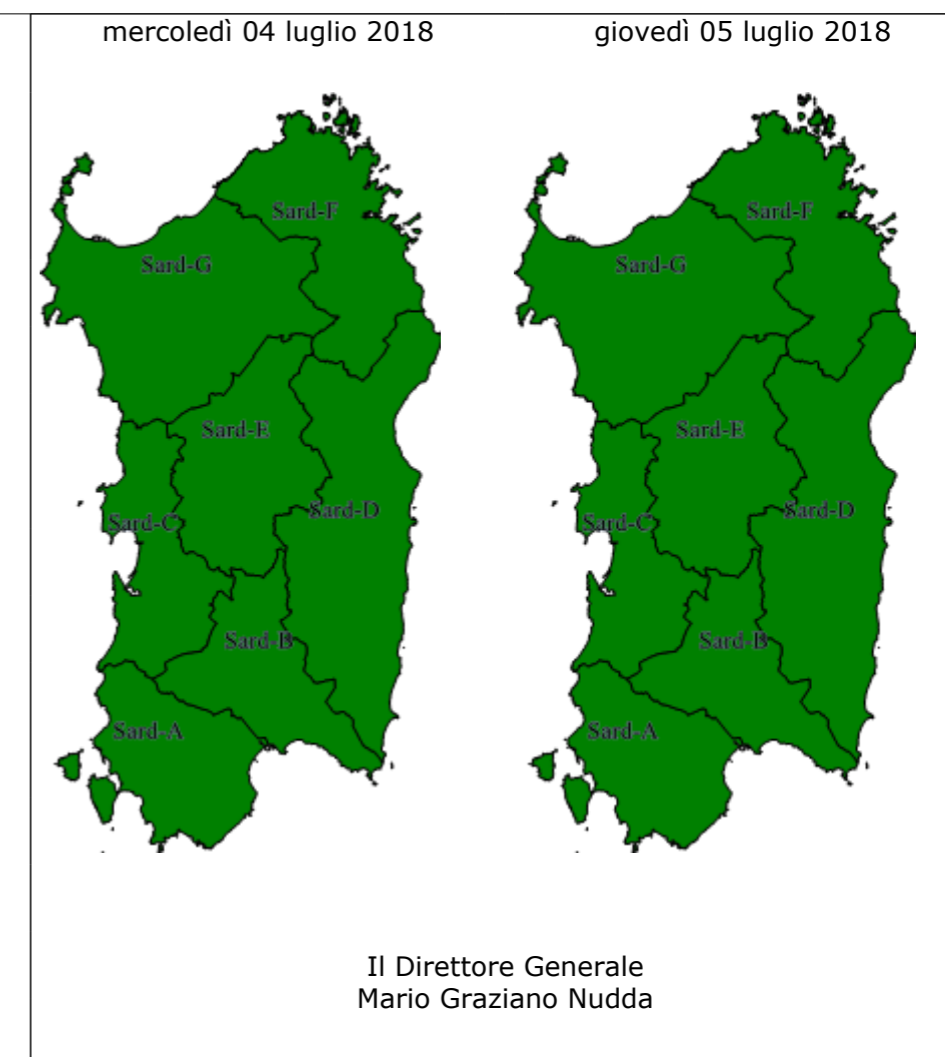 mercoledì 04 luglio 2018
giovedì 05 luglio 2018
Sard-F
Sard-G
Sard-E
Sard-D
Sard-C
Sard-B
Sard-A
Sard-F
Sard-G
Sard-E
Sard-D
Sard-C
Sard-B
Sard-A
Il Direttore Generale
Mario Graziano Nudda